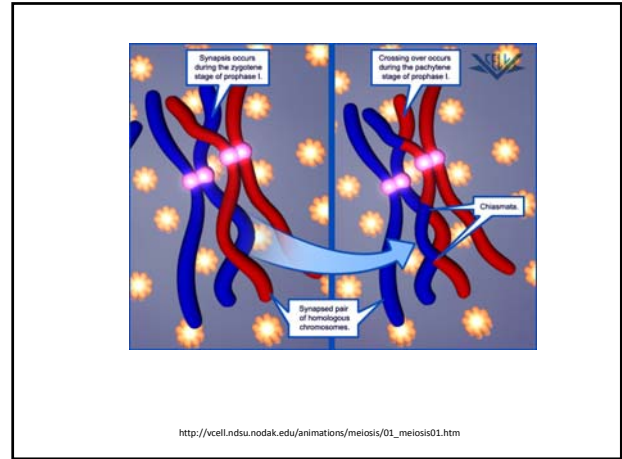 Synapsis occurs
during the zygotene
stage of prophase I.
Crossing over occurs
during the pachytene
stage of prophase I.
VCELL
Chiasmata.
Synapsed pair
of homologous
chromosomes.
http://vcell.ndsu.nodak.edu/animations/meiosis/01_meiosis01.htm